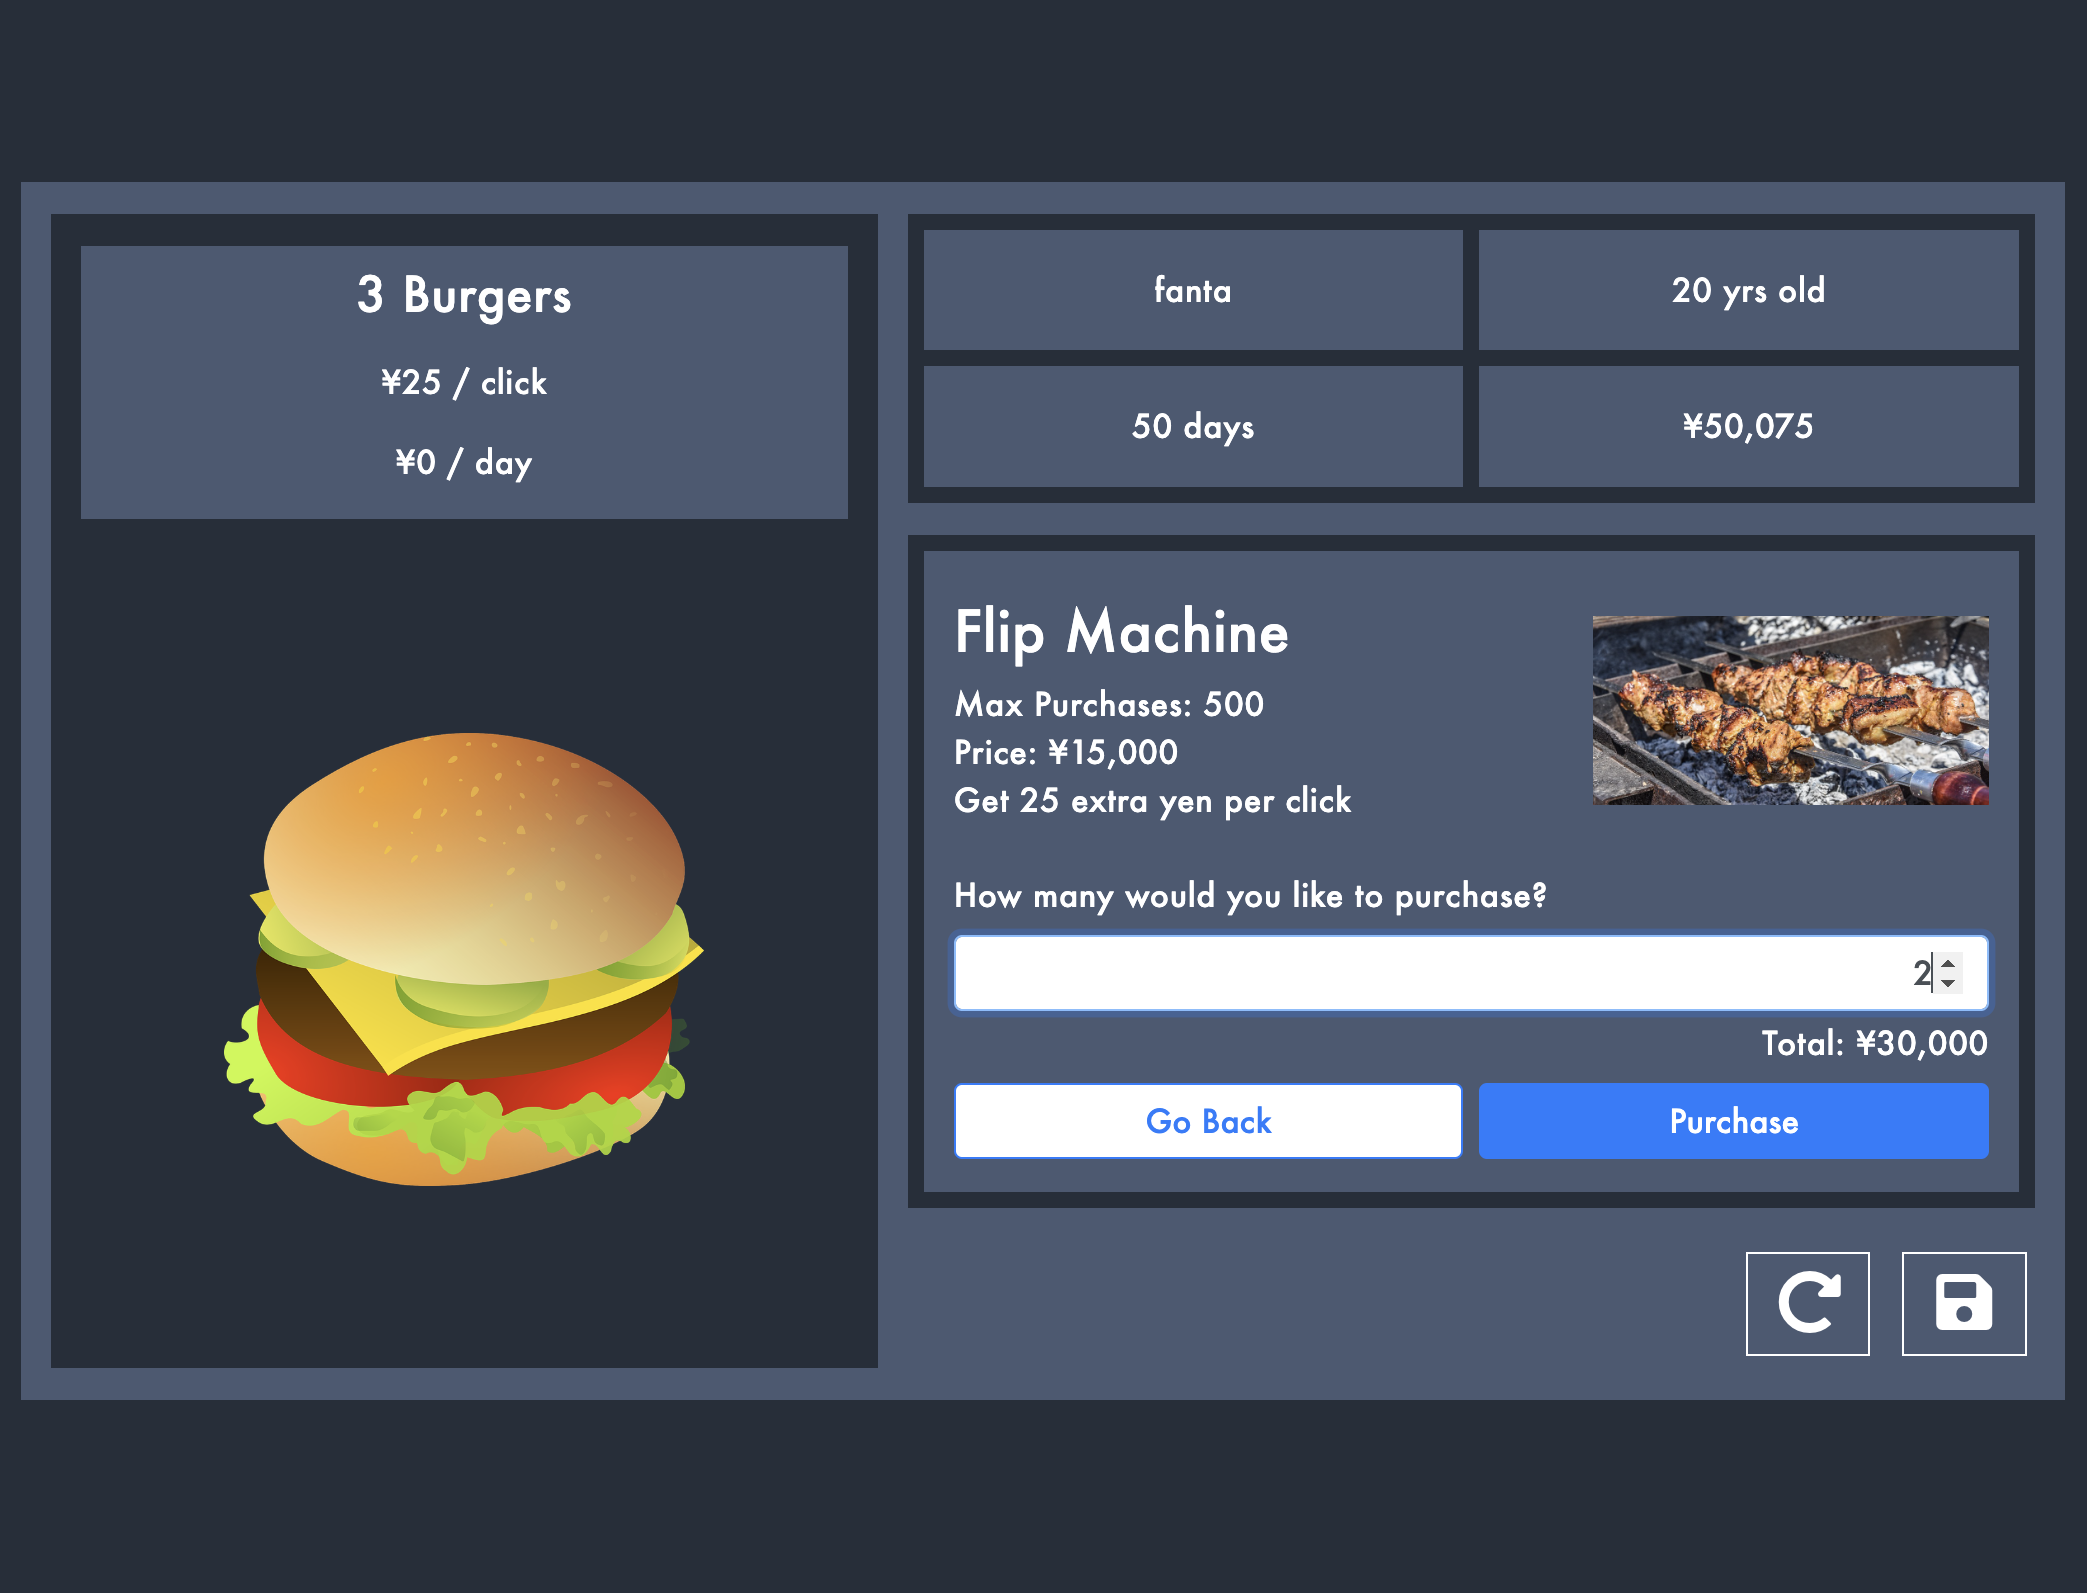 3 Burgers
¥25 / click
¥0 / day
fanta
20 yrs old
50 days
¥50,075
Flip Machine
Max Purchases: 500
Price: ¥15,000
Get 25 extra yen per click
How many would you like to purchase?
2
Total: ¥30,000
Go Back
Purchase